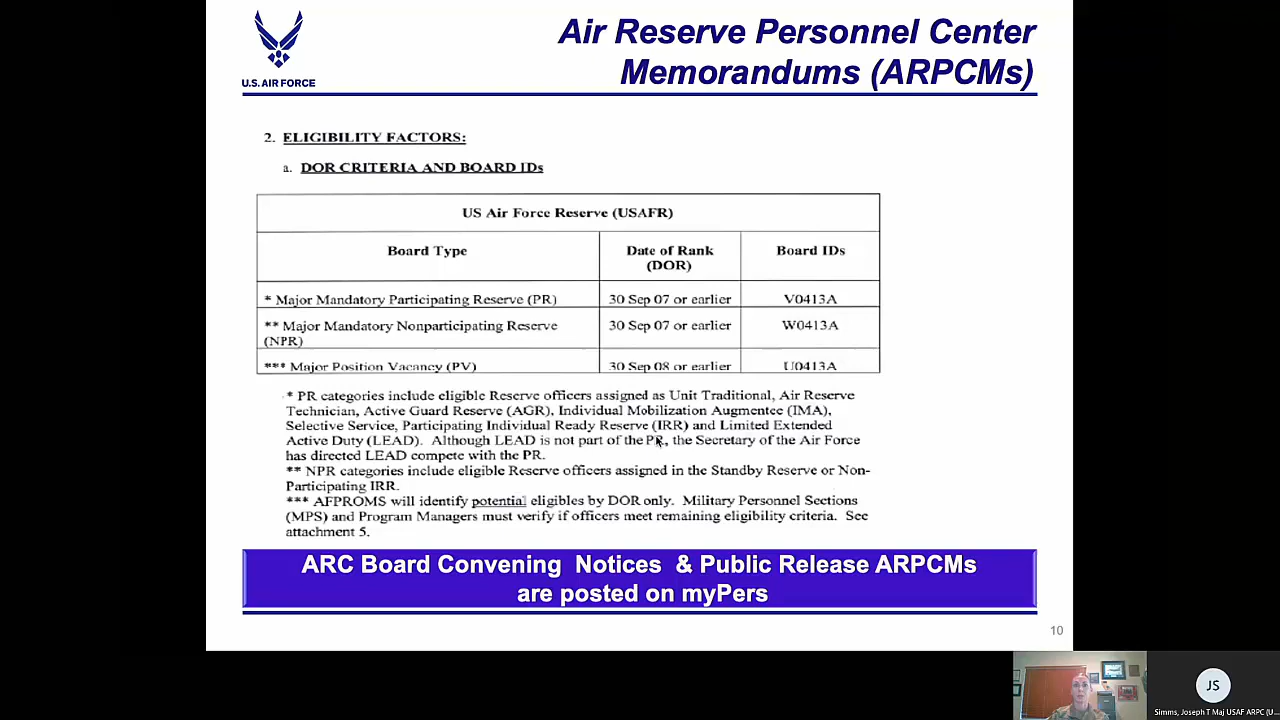 U.S. AIR FORCE
Air Reserve Personnel Center
Memorandums (ARPCMs)
2. ELIGIBILITY FACTORS:
a. DOR CRITERIA AND BOARD IDs
US Air Force Reserve (USAFR)
Board Type
Date of Rank
(DOR)
Board IDs
* Major Mandatory Participating Reserve (PR)
30 Sep 07 or earlier
V0413A
** Major Mandatory Nonparticipating Reserve
(NPR)
30 Sep 07 or earlier
W0413A
*** Major Position Vacancy (PV)
30 Sep 08 or earlier
U0413A
* PR categories include eligible Reserve officers assigned as Unit Traditional, Air Reserve
Technician, Active Guard Reserve (AGR), Individual Mobilization Augmentee (IMA),
Selective Service, Participating Individual Ready Reserve (IRR) and Limited Extended
Active Duty (LEAD). Although LEAD is not part of the PR, the Secretary of the Air Force
has directed LEAD compete with the PR.
** NPR categories include eligible Reserve officers assigned in the Standby Reserve or Non-
Participating IRR.
*** AFPROMS will identify potential eligibles by DOR only. Military Personnel Sections
(MPS) and Program Managers must verify if officers meet remaining eligibility criteria. See
attachment 5.
ARC Board Convening Notices & Public Release ARPCMs
are posted on myPers
10
JS
Simms, Joseph T Maj USAF ARPC (U...